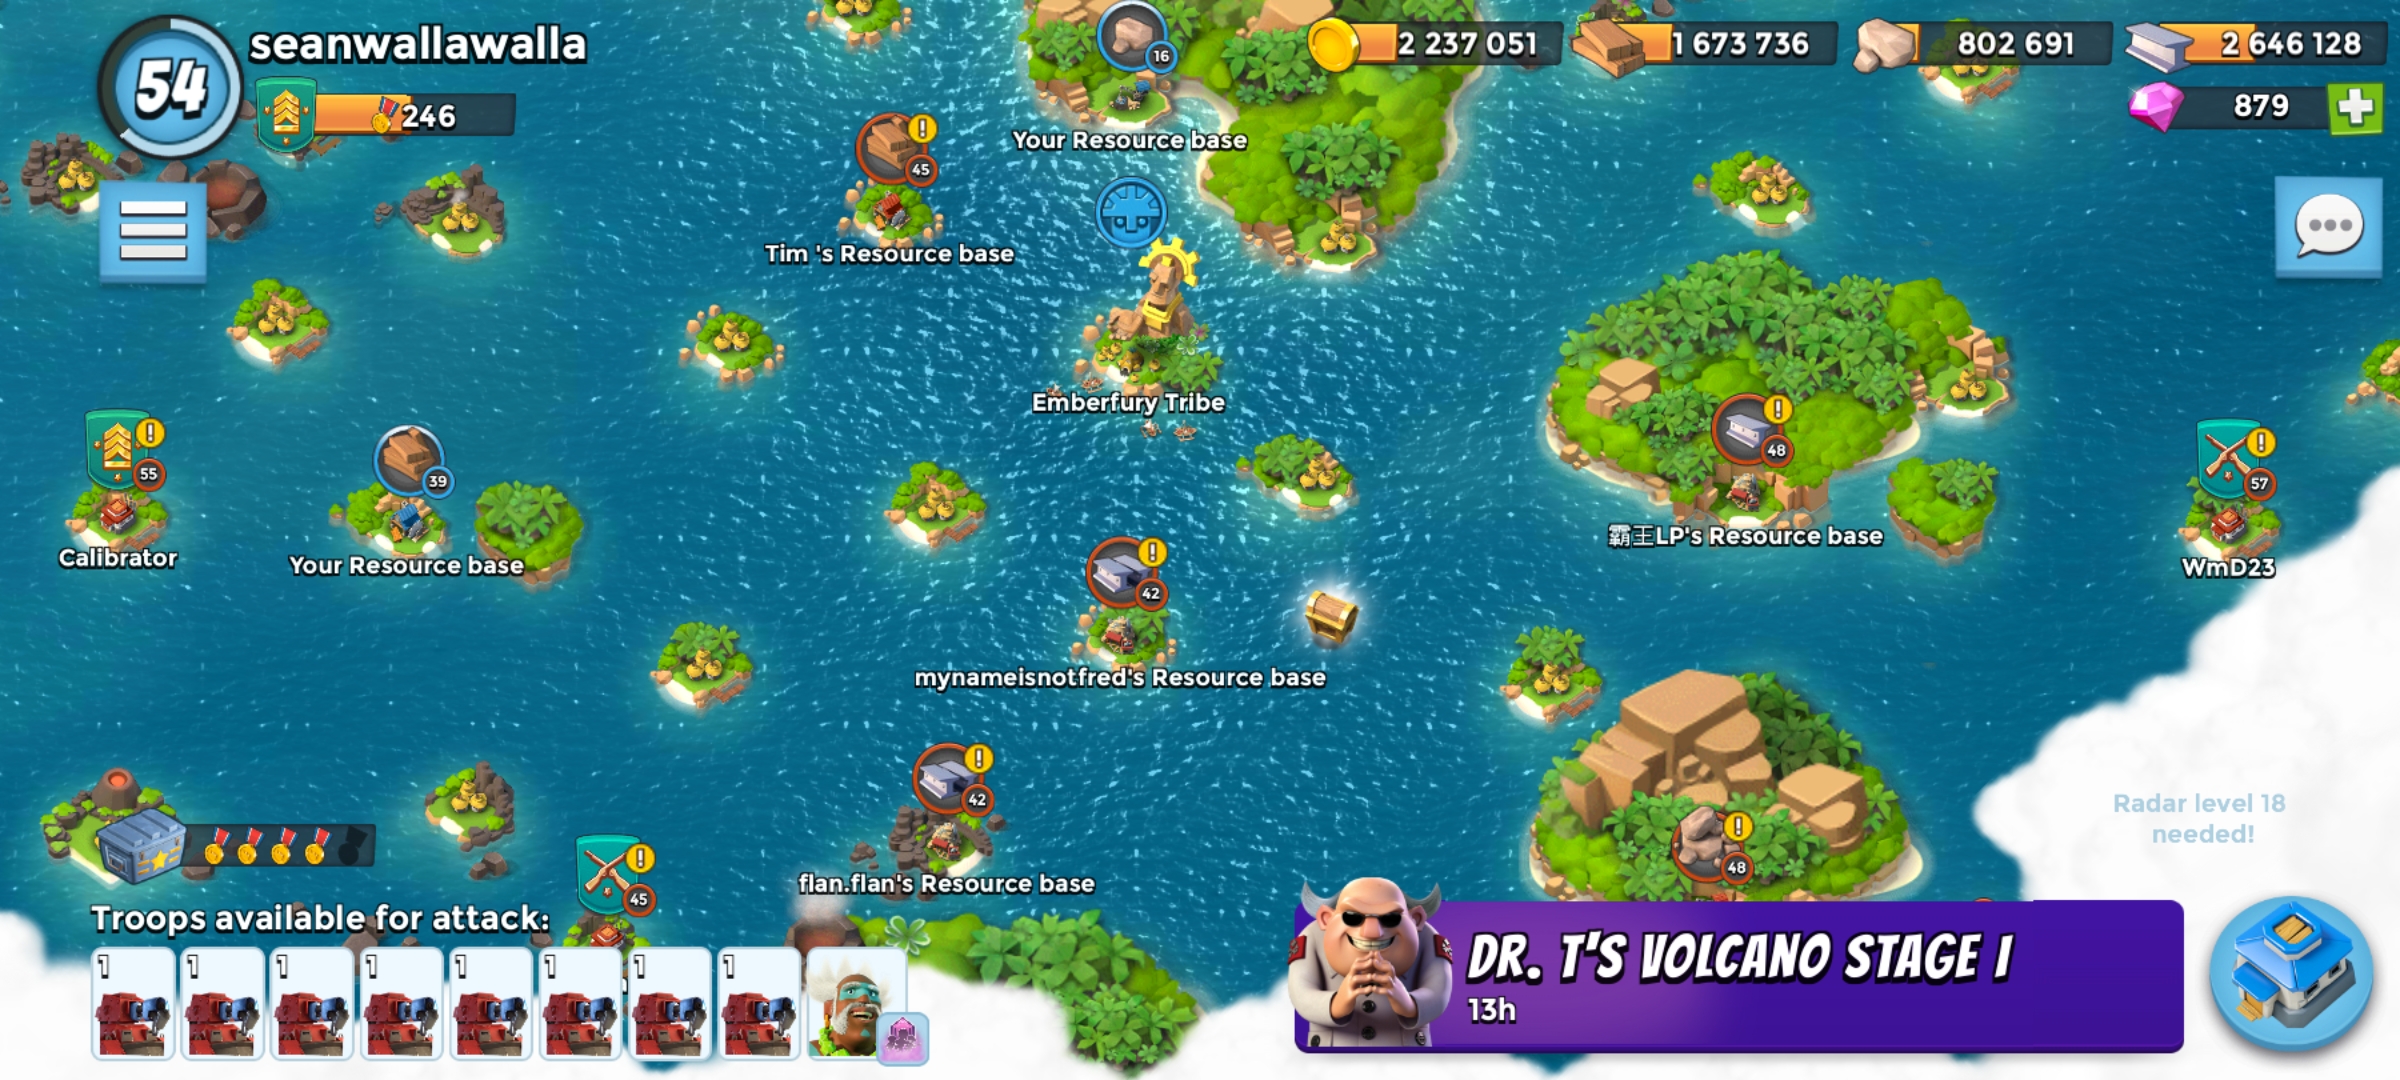 54
seanwallawalla
246
2 237 051
1 673 736
802 691
2 646 128
879
16
Your Resource base
45
Tim 's Resource base
Emberfury Tribe
55
Calibrator
39
Your Resource base
48
霸王LP's Resource base
57
WmD23
42
mynameisnotfred's Resource base
42
flan.flan's Resource base
45
48
Radar level 18
needed!
Troops available for attack:
1 1 1 1 1 1 1 1
DR. T'S VOLCANO STAGE I
13h